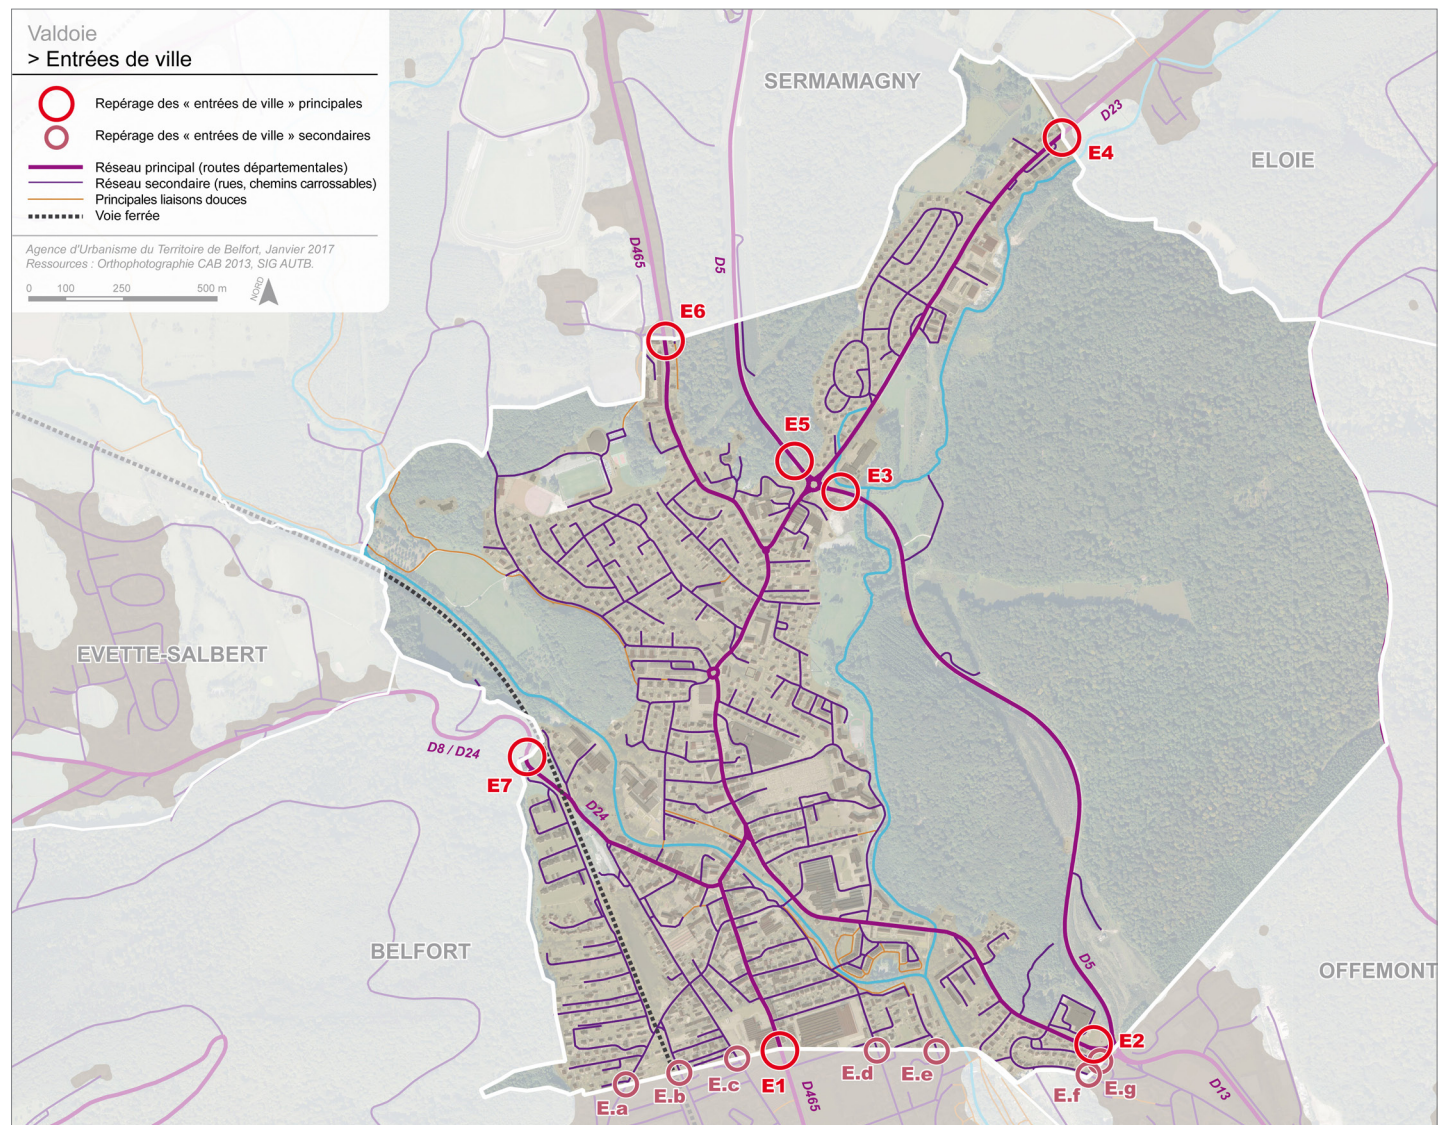 Valdoie
> Entrées de ville
Repérage des « entrées de ville » principales
Repérage des « entrées de ville » secondaires
Réseau principal (routes départementales)
Réseau secondaire (rues, chemins carrossables)
Principales liaisons douces
Voie ferrée
Agence d'Urbanisme du Territoire de Belfort, Janvier 2017
Ressources : Orthophotographie CAB 2013, SIG AUTB.
0 100 250 500 m
NORD
SERMAMAGNY
D23
E4
ELOIE
D465
D5
E6
E5
E3
EVETTE-SALBERT
D8 / D24
E7
D24
BELFORT
D5
OFFEMONT
E2
E.a
E.b
E.c
E1
E.d
E.e
E.f
E.g
D465
D13